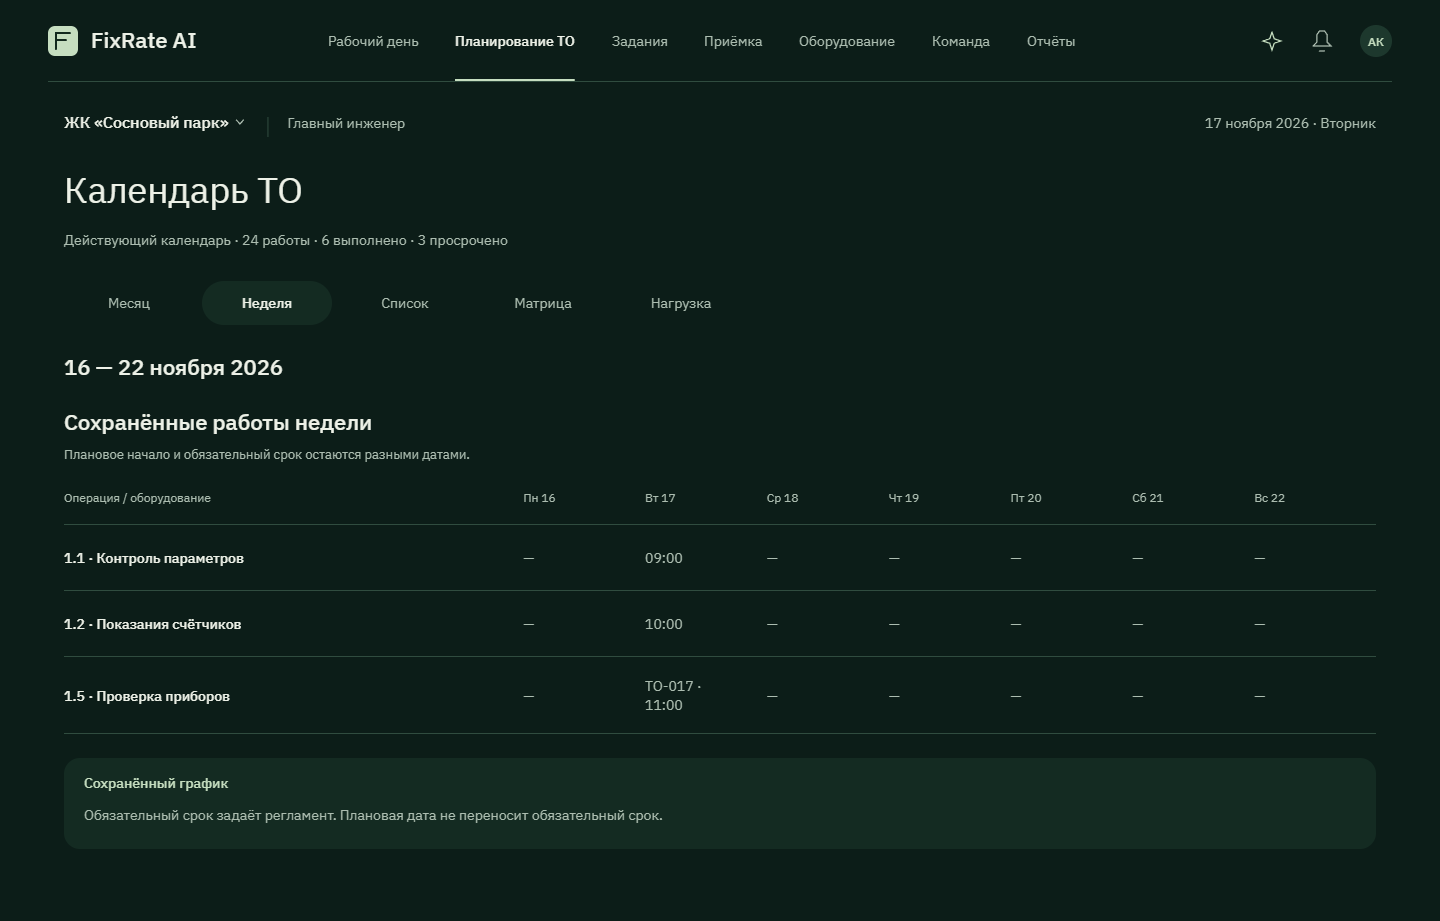 FixRate AI
Рабочий день
Планирование ТО
Задания
Приёмка
Оборудование
Команда
Отчёты
АК
ЖК «Сосновый парк»
Главный инженер
17 ноября 2026 · Вторник
Календарь ТО
Действующий календарь · 24 работы · 6 выполнено · 3 просрочено
Месяц
Неделя
Список
Матрица
Нагрузка
16 — 22 ноября 2026
Сохранённые работы недели
Плановое начало и обязательный срок остаются разными датами.
Операция / оборудование Пн 16 Вт 17 Ср 18 Чт 19 Пт 20 Сб 21 Вс 22
1.1 · Контроль параметров — 09:00 — — — — —
1.2 · Показания счётчиков — 10:00 — — — — —
1.5 · Проверка приборов — ТО-017 · — — — — —
11:00
Сохранённый график
Обязательный срок задаёт регламент. Плановая дата не переносит обязательный срок.